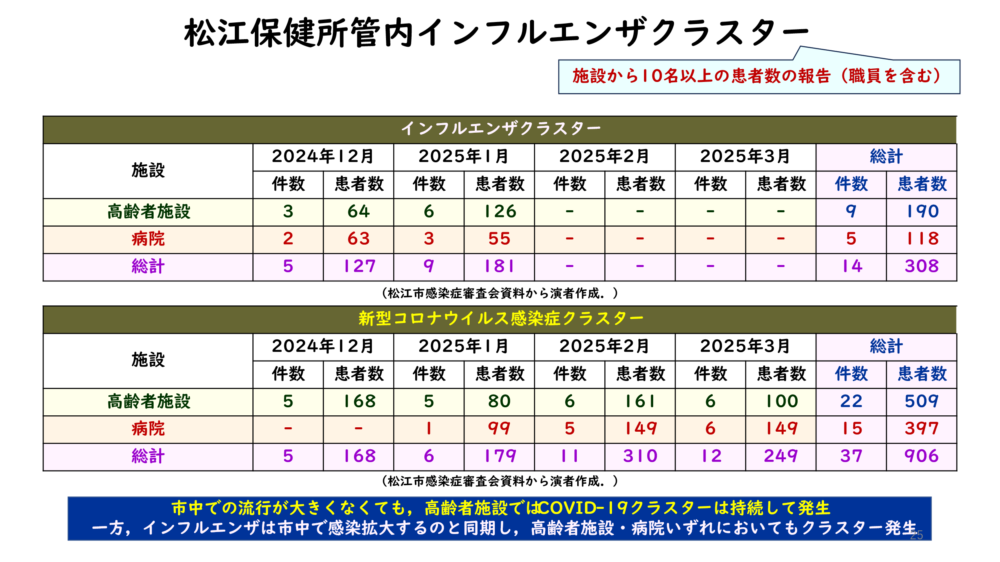 松江保健所管内インフルエンザクラスター
施設から10名以上の患者数の報告（職員を含む）
インフルエンザクラスター
施設 2024年12月 2025年1月 2025年2月 2025年3月 総計
件数 患者数 件数 患者数 件数 患者数 件数 患者数 件数 患者数
高齢者施設 3 64 6 126 - - - - 9 190
病院 2 63 3 55 - - - - 5 118
総計 5 127 9 181 - - - - 14 308
（松江市感染症審査会資料から演者作成．）
新型コロナウイルス感染症クラスター
施設 2024年12月 2025年1月 2025年2月 2025年3月 総計
件数 患者数 件数 患者数 件数 患者数 件数 患者数 件数 患者数
高齢者施設 5 168 5 80 6 161 6 100 22 509
病院 - - 1 99 5 149 6 149 15 397
総計 5 168 6 179 11 310 12 249 37 906
（松江市感染症審査会資料から演者作成．）
市中での流行が大きくなくても，高齢者施設ではCOVID-19クラスターは持続して発生
一方，インフルエンザは市中で感染拡大するのと同期し，高齢者施設・病院いずれにおいてもクラスター発生
25